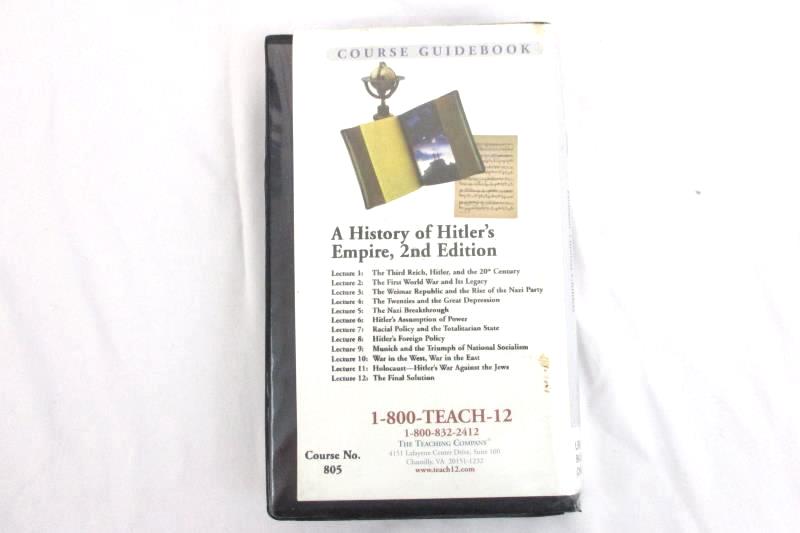 COURSE GUIDEBOOK
A History of Hitler's
Empire, 2nd Edition
Lecture 1: The Third Reich, Hitler, and the 20th Century
Lecture 2: The First World War and Its Legacy
Lecture 3: The Weimar Republic and the Rise of the Nazi Party
Lecture 4: The Twenties and the Great Depression
Lecture 5: The Nazi Breakthrough
Lecture 6: Hitler's Assumption of Power
Lecture 7: Racial Policy and the Totalitarian State
Lecture 8: Hitler's Foreign Policy
Lecture 9: Munich and the Triumph of National Socialism
Lecture 10: War in the West, War in the East
Lecture 11: Holocaust—Hitler's War Against the Jews
Lecture 12: The Final Solution
1-800-TEACH-12
1-800-832-2412
THE TEACHING COMPANY®
4151 Lafayette Center Drive, Suite 100
Chantilly, VA 20151-1232
www.teach12.com
Course No.
805